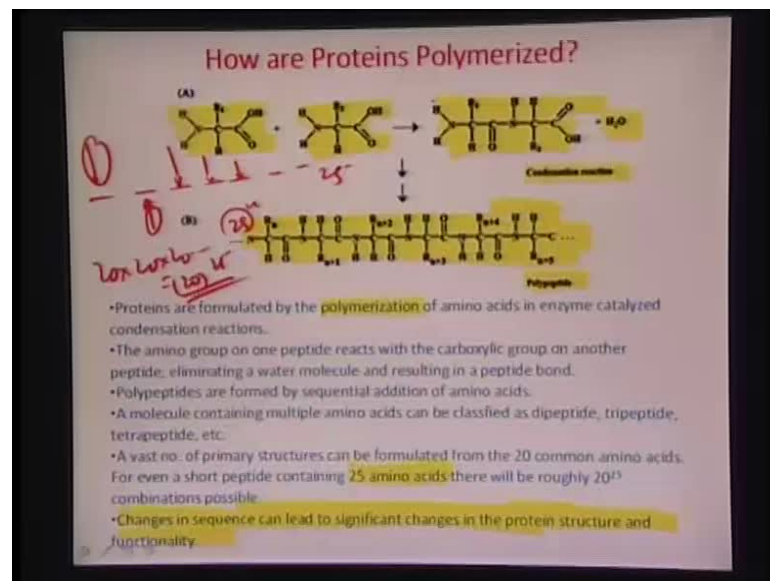 How are Proteins Polymerized?
(A)
+ → + H₂O
Condensation reaction
25
(B)
Polypeptide
20x20x20
•Proteins are formulated by the polymerization of amino acids in enzyme catalyzed
condensation reactions.
•The amino group on one peptide reacts with the carboxylic group on another
peptide, eliminating a water molecule and resulting in a peptide bond.
•Polypeptides are formed by sequential addition of amino acids.
•A molecule containing multiple amino acids can be classfied as dipeptide, tripeptide,
tetrapeptide, etc.
•A vast no. of primary structures can be formulated from the 20 common amino acids.
For even a short peptide containing 25 amino acids there will be roughly 20²⁵
combinations possible.
•Changes in sequence can lead to significant changes in the protein structure and
functionality.